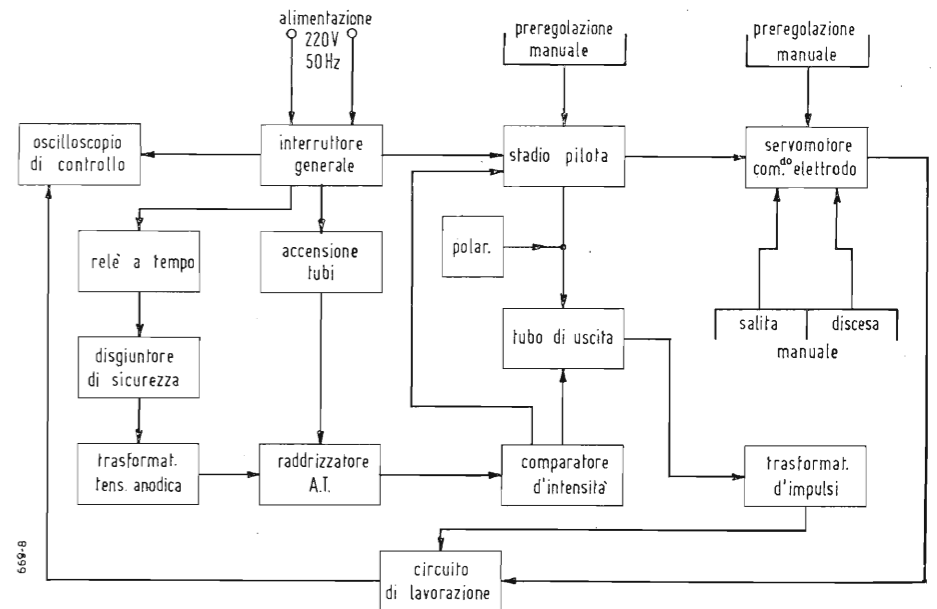 alimentazione
220V
50Hz
preregolazione
manuale
preregolazione
manuale
oscilloscopio
di controllo
interruttore
generale
stadio pilota
servomotore
com.do elettrodo
relè a tempo
accensione
tubi
polar.
tubo di uscita
salita
discesa
manuale
disgiuntore
di sicurezza
trasformat.
tens. anodica
raddrizzatore
A.T.
comparatore
d'intensità
trasformat.
d'impulsi
circuito
di lavorazione
669-8